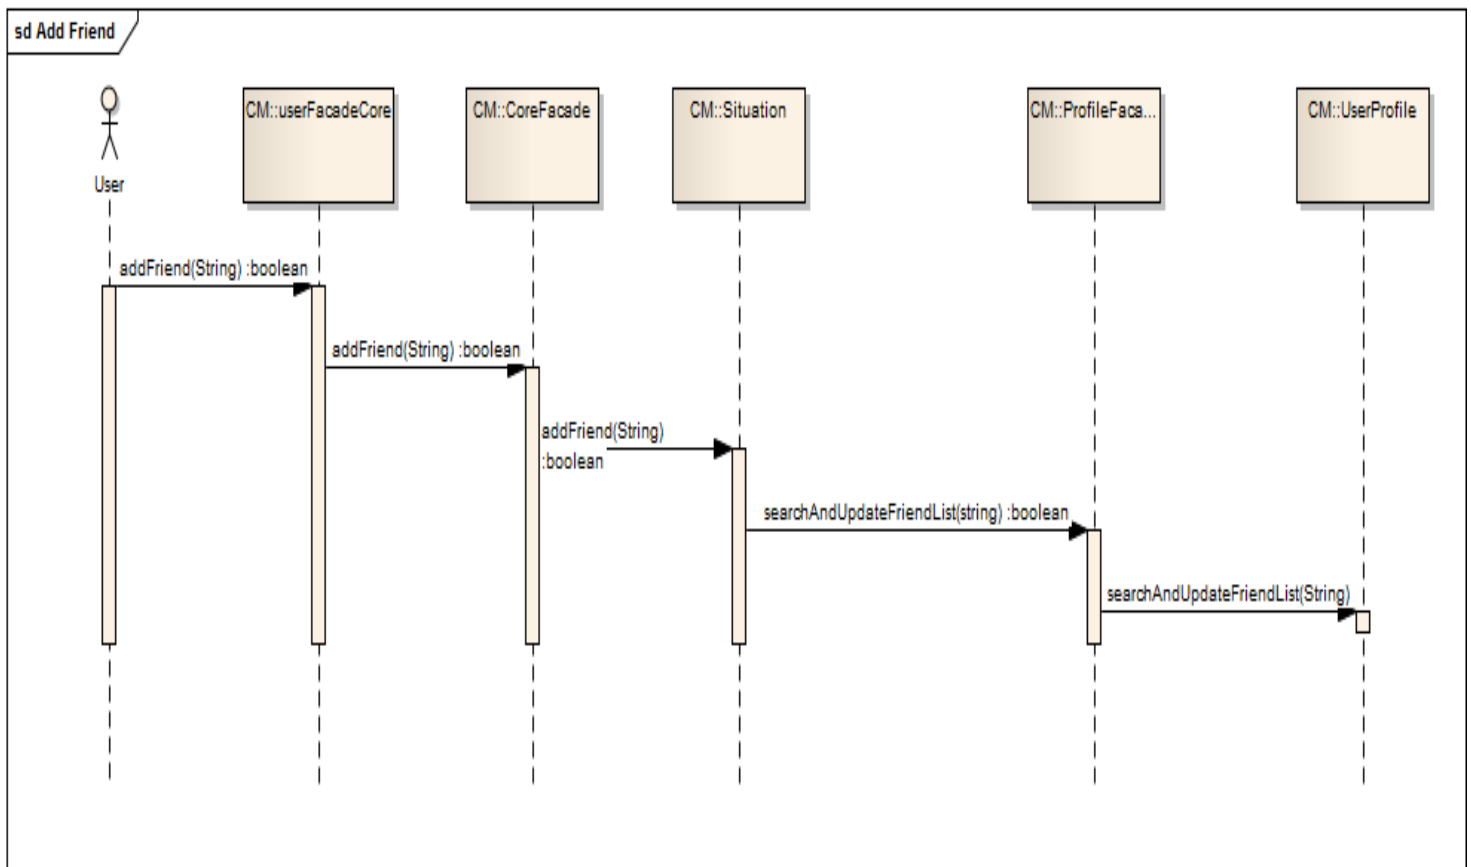 sd Add Friend
User
CM::userFacadeCore
CM::CoreFacade
CM::Situation
CM::ProfileFaca...
CM::UserProfile
addFriend(String) :boolean
addFriend(String) :boolean
addFriend(String)
:boolean
searchAndUpdateFriendList(string) :boolean
searchAndUpdateFriendList(String)